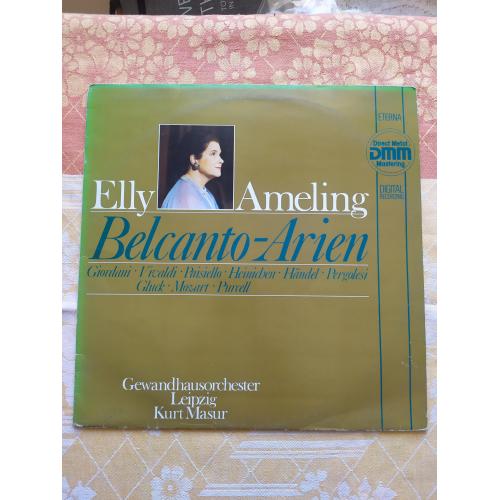 ETERNA
Direct Metal
DMM
Mastering
DIGITAL
RECORDING
Elly Ameling
Belcanto-Arien
Giordani · Vivaldi · Paisiello · Heinichen · Händel · Pergolesi
Gluck · Mozart · Purcell
Gewandhausorchester
Leipzig
Kurt Masur